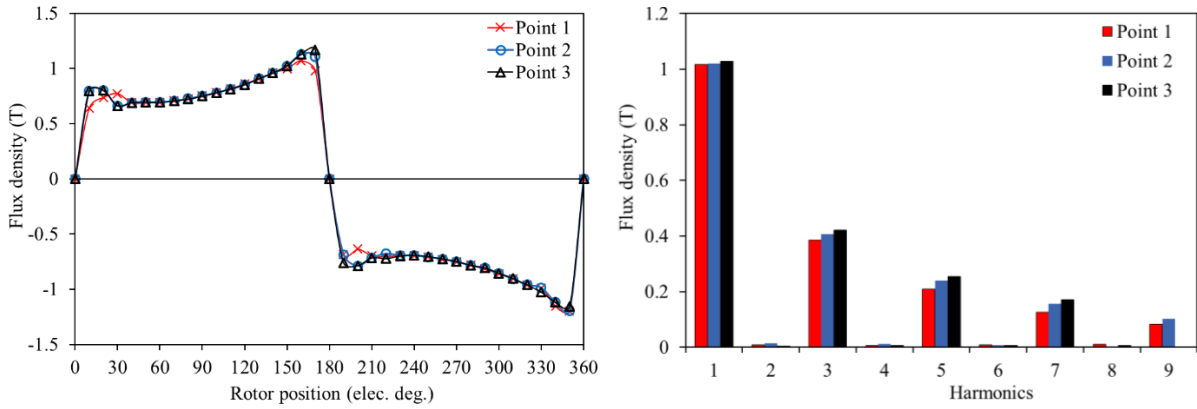 Flux density (T)
1.5
1
0.5
0
-0.5
-1
-1.5
Point 1
Point 2
Point 3
0 30 60 90 120 150 180 210 240 270 300 330 360
Rotor position (elec. deg.)
Flux density (T)
1.2
1
0.8
0.6
0.4
0.2
0
Point 1
Point 2
Point 3
1 2 3 4 5 6 7 8 9
Harmonics